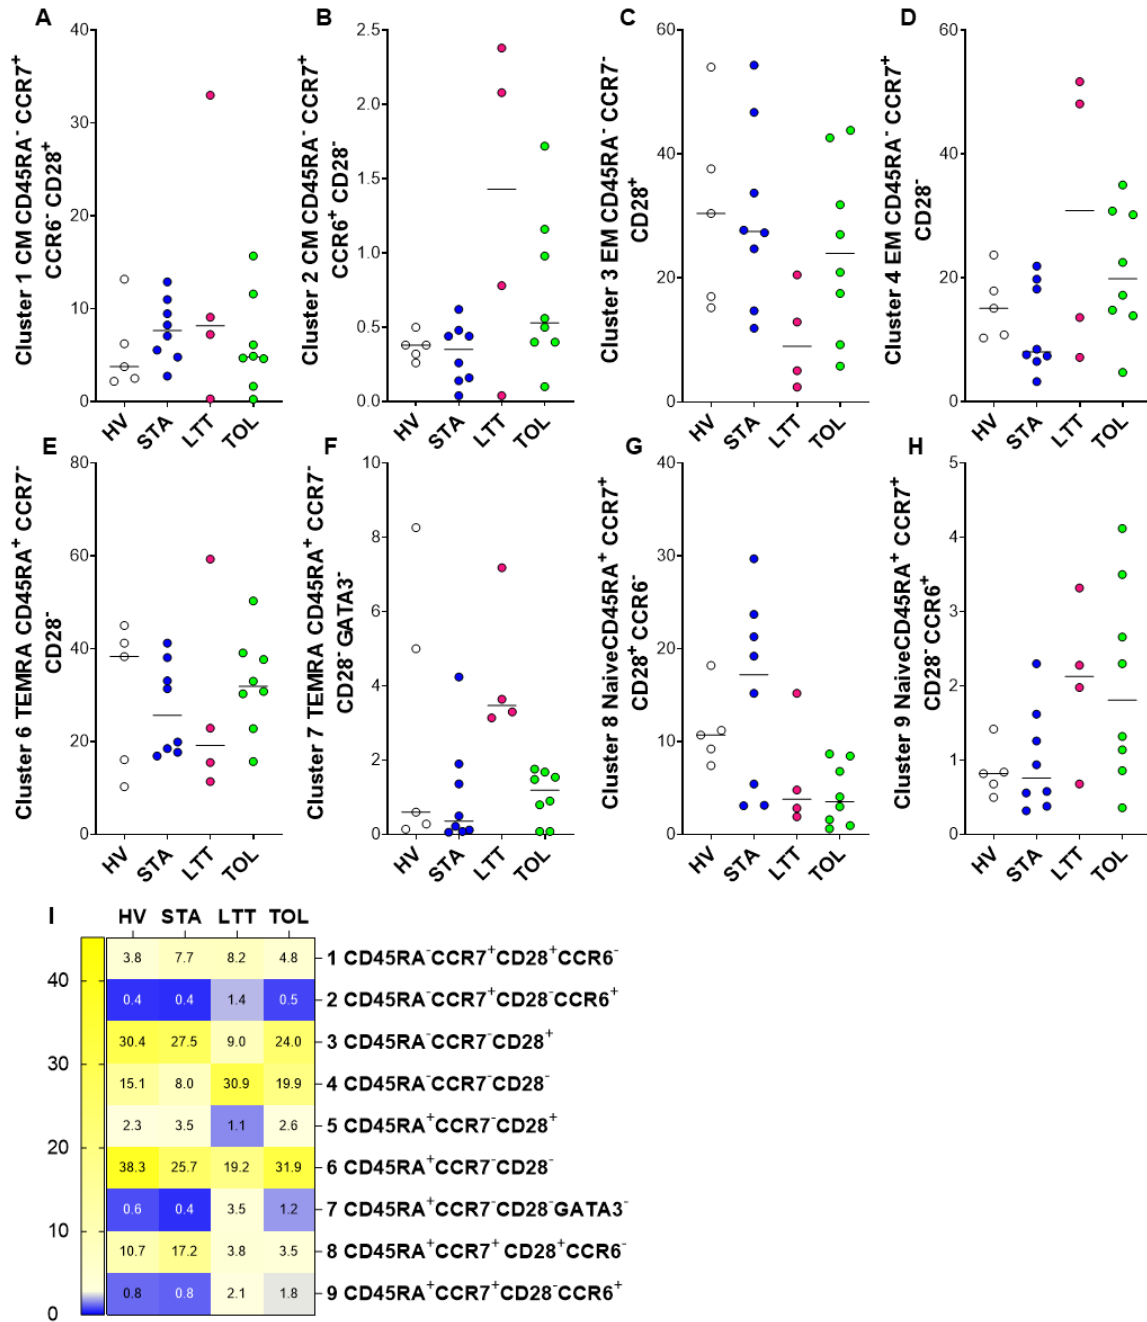 A
Cluster 1 CM CD45RA⁻ CCR7⁺
CCR6⁻ CD28⁺
40
30
20
10
0
HV STA LTT TOL
B
Cluster 2 CM CD45RA⁻ CCR7⁺
CCR6⁺ CD28⁻
2.5
2.0
1.5
1.0
0.5
0.0
HV STA LTT TOL
C
Cluster 3 EM CD45RA⁻ CCR7⁻
CD28⁺
60
40
20
0
HV STA LTT TOL
D
Cluster 4 EM CD45RA⁻ CCR7⁺
CD28⁻
60
40
20
0
HV STA LTT TOL
E
Cluster 6 TEMRA CD45RA⁺ CCR7⁻
CD28⁻
80
60
40
20
0
HV STA LTT TOL
F
Cluster 7 TEMRA CD45RA⁺ CCR7⁻
CD28⁻ GATA3⁻
10
8
6
4
2
0
HV STA LTT TOL
G
Cluster 8 NaiveCD45RA⁺ CCR7⁺
CD28⁺ CCR6⁻
40
30
20
10
0
HV STA LTT TOL
H
Cluster 9 NaiveCD45RA⁺ CCR7⁺
CD28⁻ CCR6⁺
5
4
3
2
1
0
HV STA LTT TOL
I
HV STA LTT TOL
40
30
20
10
0
3.8 7.7 8.2 4.8 1 CD45RA⁻CCR7⁺CD28⁺CCR6⁻
0.4 0.4 1.4 0.5 2 CD45RA⁻CCR7⁺CD28⁻CCR6⁺
30.4 27.5 9.0 24.0 3 CD45RA⁻CCR7⁻CD28⁺
15.1 8.0 30.9 19.9 4 CD45RA⁻CCR7⁻CD28⁻
2.3 3.5 1.1 2.6 5 CD45RA⁺CCR7⁻CD28⁺
38.3 25.7 19.2 31.9 6 CD45RA⁺CCR7⁻CD28⁻
0.6 0.4 3.5 1.2 7 CD45RA⁺CCR7⁻CD28⁻GATA3⁻
10.7 17.2 3.8 3.5 8 CD45RA⁺CCR7⁺ CD28⁺CCR6⁻
0.8 0.8 2.1 1.8 9 CD45RA⁺CCR7⁺CD28⁻CCR6⁺